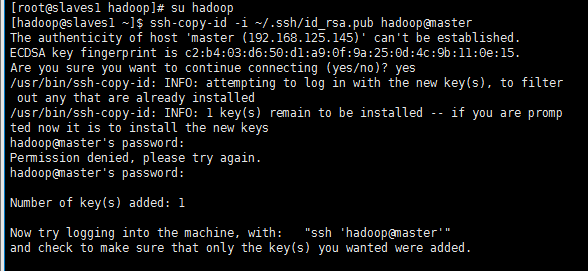 [root@slaves1 hadoop]# su hadoop
[hadoop@slaves1 ~]$ ssh-copy-id -i ~/.ssh/id_rsa.pub hadoop@master
The authenticity of host 'master (192.168.125.145)' can't be established.
ECDSA key fingerprint is c2:b4:03:d6:50:d1:a9:0f:9a:25:0d:4c:9b:11:0e:15.
Are you sure you want to continue connecting (yes/no)? yes
/usr/bin/ssh-copy-id: INFO: attempting to log in with the new key(s), to filter
 out any that are already installed
/usr/bin/ssh-copy-id: INFO: 1 key(s) remain to be installed -- if you are promp
ted now it is to install the new keys
hadoop@master's password:
Permission denied, please try again.
hadoop@master's password:
Number of key(s) added: 1
Now try logging into the machine, with:   "ssh 'hadoop@master'"
and check to make sure that only the key(s) you wanted were added.